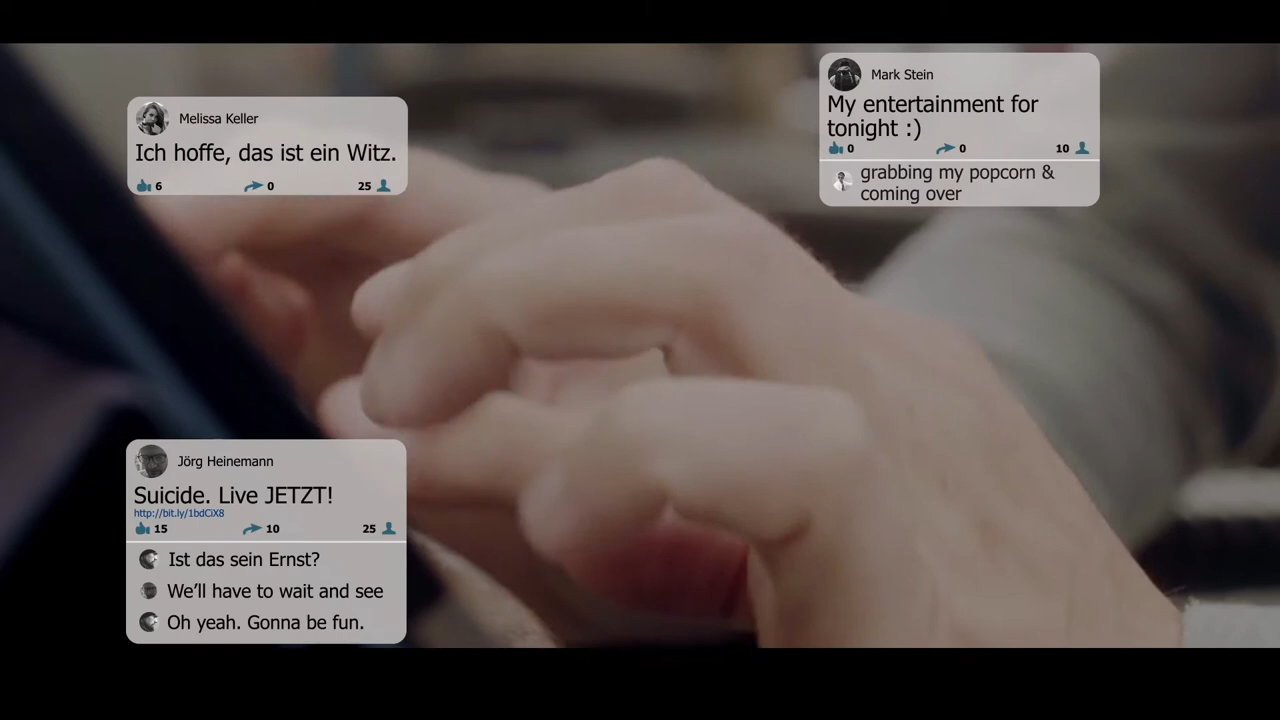 Melissa Keller
Ich hoffe, das ist ein Witz.
6 0 25
Mark Stein
My entertainment for
tonight :)
0 0 10
grabbing my popcorn &
coming over
Jörg Heinemann
Suicide. Live JETZT!
http://bit.ly/1bdCiX8
15 10 25
Ist das sein Ernst?
We'll have to wait and see
Oh yeah. Gonna be fun.